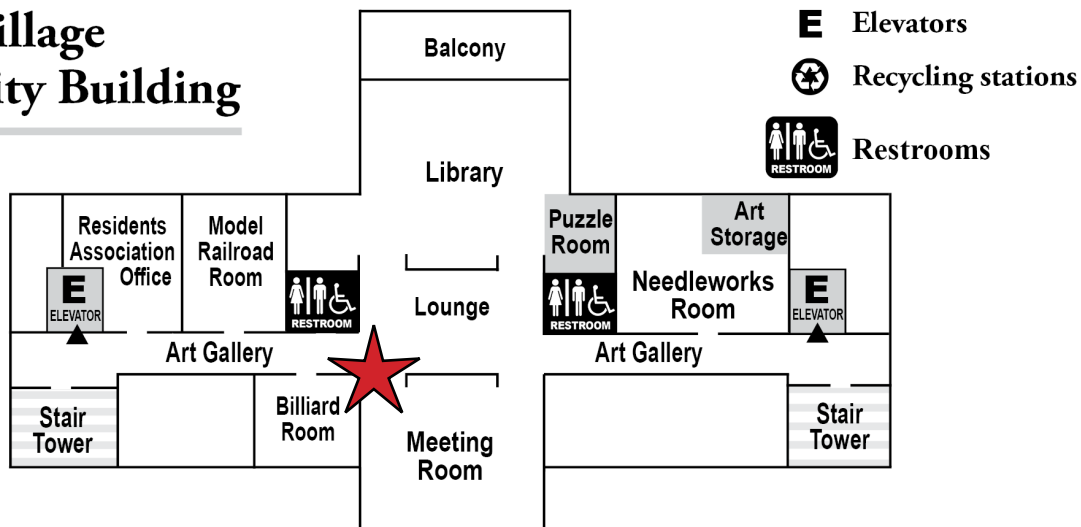 illage
ity Building
E Elevators
Recycling stations
RESTROOM Restrooms
Balcony
Library
Residents
Association
Office
Model
Railroad
Room
Puzzle
Room
Art
Storage
E
ELEVATOR
RESTROOM
Lounge
RESTROOM
Needleworks
Room
E
ELEVATOR
Art Gallery
Art Gallery
Stair
Tower
Billiard
Room
Meeting
Room
Stair
Tower